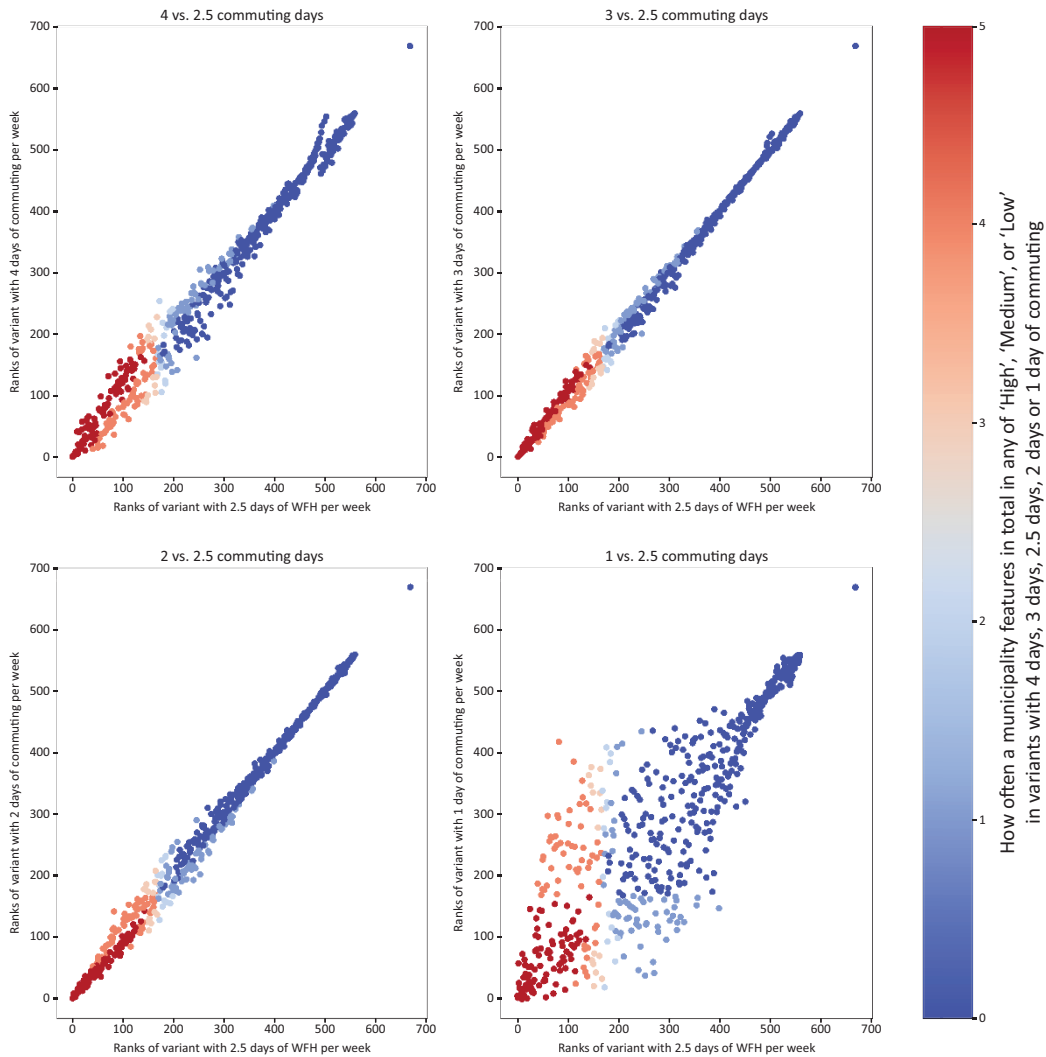 4 vs. 2.5 commuting days
700
600
500
400
300
200
100
0
0 100 200 300 400 500 600 700
Ranks of variant with 4 days of commuting per week
Ranks of variant with 2.5 days of WFH per week
3 vs. 2.5 commuting days
700
600
500
400
300
200
100
0
0 100 200 300 400 500 600 700
Ranks of variant with 3 days of commuting per week
Ranks of variant with 2.5 days of WFH per week
2 vs. 2.5 commuting days
700
600
500
400
300
200
100
0
0 100 200 300 400 500 600 700
Ranks of variant with 2 days of commuting per week
Ranks of variant with 2.5 days of WFH per week
1 vs. 2.5 commuting days
700
600
500
400
300
200
100
0
0 100 200 300 400 500 600 700
Ranks of variant with 1 day of commuting per week
Ranks of variant with 2.5 days of WFH per week
5
4
3
2
1
0
How often a municipality features in total in any of ‘High’, ‘Medium’, or ‘Low’
in variants with 4 days, 3 days, 2.5 days, 2 days or 1 day of commuting